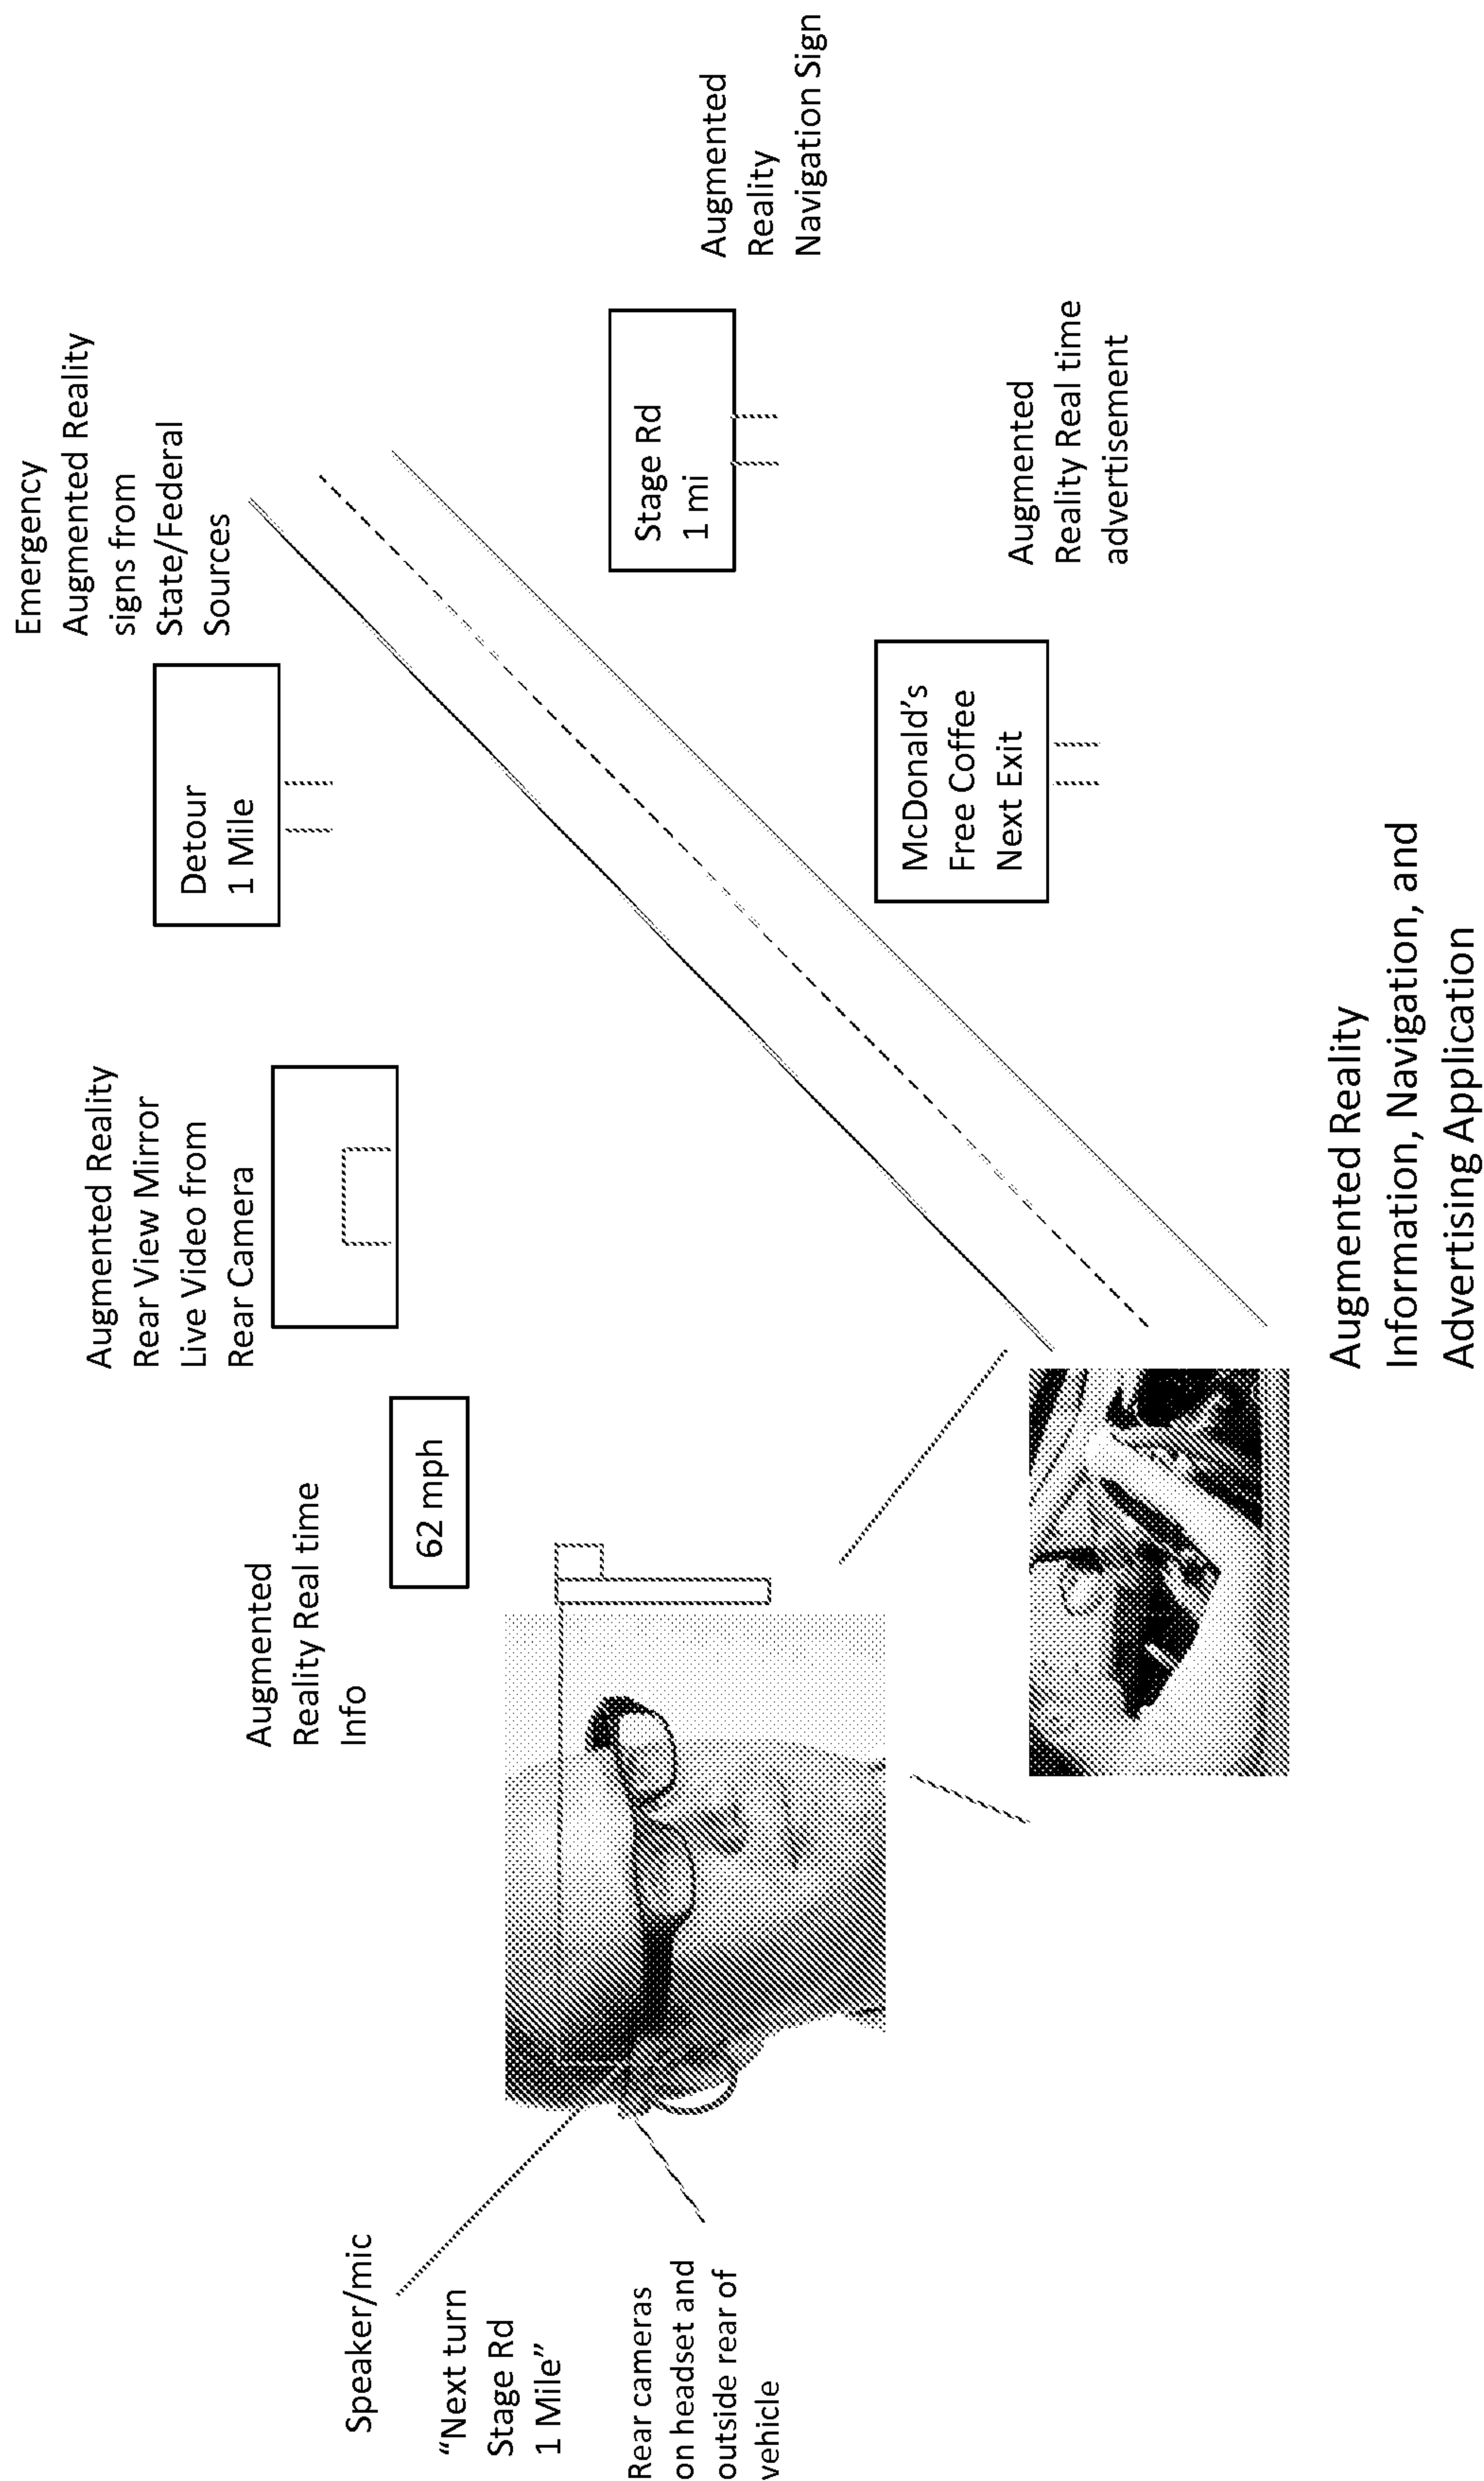 Speaker/mic
“Next turn
Stage Rd
1 Mile”
Rear cameras
on headset and
outside rear of
vehicle
Augmented
Reality Real time
Info
62 mph
Augmented Reality
Rear View Mirror
Live Video from
Rear Camera
Detour
1 Mile
Emergency
Augmented Reality
signs from
State/Federal
Sources
Stage Rd
1 mi
Augmented
Reality
Navigation Sign
McDonald’s
Free Coffee
Next Exit
Augmented
Reality Real time
advertisement
Augmented Reality
Information, Navigation, and
Advertising Application